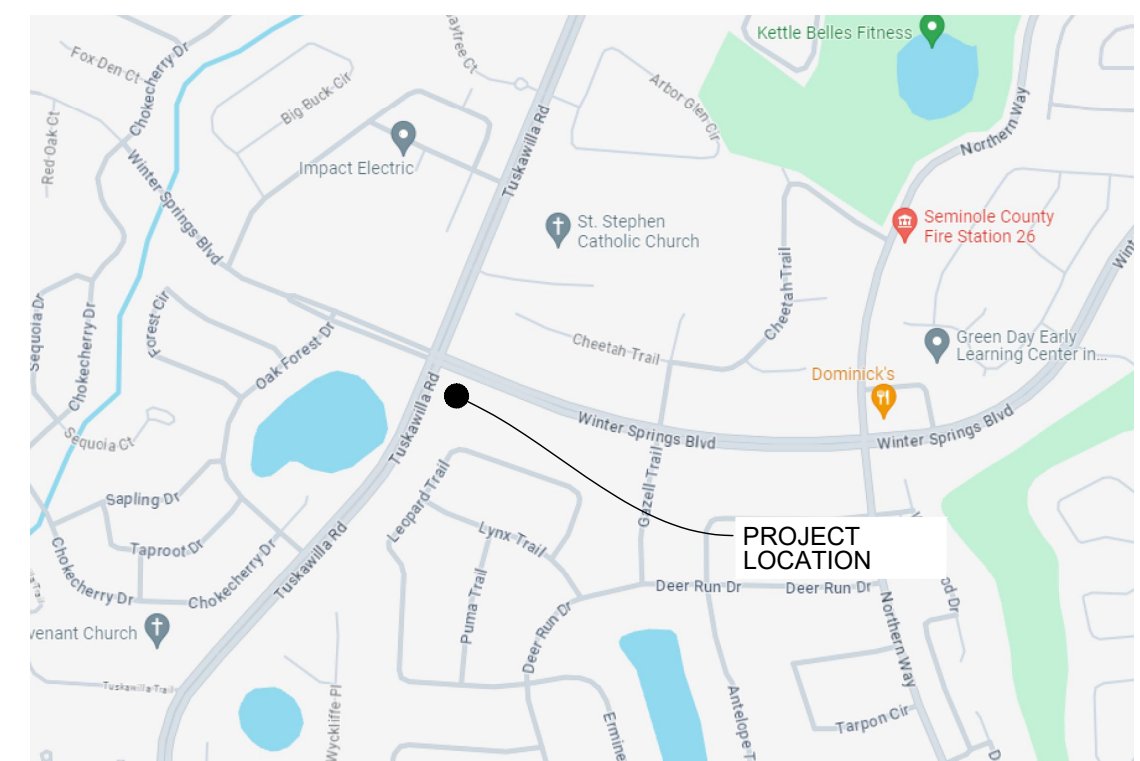 Kettle Belles Fitness
Fox Den Ct
Chokecherry Dr
Big Buck Cir
Arbor Glen Cir
Red Oak Ct
Impact Electric
Tuskawilla Rd
Northern Way
Winter Springs Blvd
St. Stephen
Catholic Church
Seminole County
Fire Station 26
Cheetah Trail
Sequoia Dr
Chokecherry Dr
Forest Cir
Oak Forest Dr
Cheetah Trail
Green Day Early
Learning Center in...
Dominick's
Tuskawilla Rd
Winter Springs Blvd
Winter Springs Blvd
Sequoia Ct
Leopard Trail
Gazell Trail
Sapling Dr
Lynx Trail
PROJECT
LOCATION
Taproot Dr
Chokecherry Dr
Chokecherry Dr
Tuskawilla Rd
Puma Trail
Deer Run Dr
Deer Run Dr
Deer Run Dr
Northern Way
venant Church
Tuskawilla Trail
Wyckliffe Pl
Ermine
Antelope T
Tarpon Cir